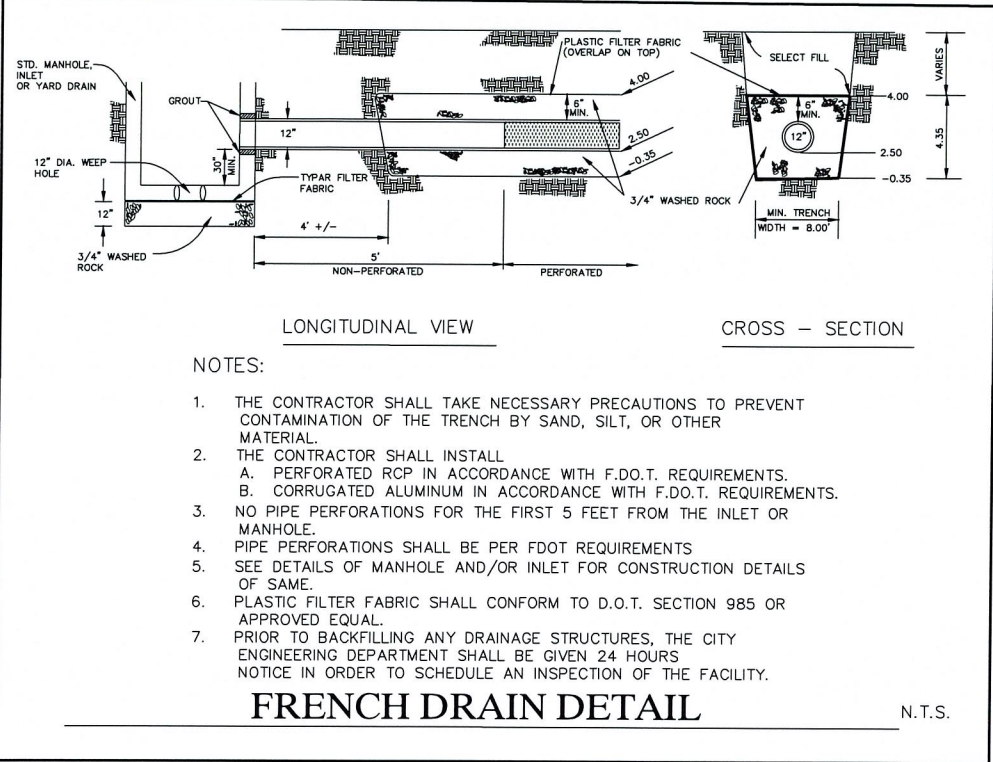 STD. MANHOLE,
INLET
OR YARD DRAIN
GROUT
12" DIA. WEEP
HOLE
12"
3/4" WASHED
ROCK
30"
MIN.
TYPAR FILTER
FABRIC
12"
4' +/-
5'
NON-PERFORATED
PERFORATED
PLASTIC FILTER FABRIC
(OVERLAP ON TOP)
6"
MIN.
4.00
2.50
-0.35
3/4" WASHED ROCK
SELECT FILL
VARIES
6"
MIN.
12"
4.00
4.35
2.50
-0.35
MIN. TRENCH
WIDTH = 8.00'
LONGITUDINAL VIEW
CROSS - SECTION
NOTES:
1. THE CONTRACTOR SHALL TAKE NECESSARY PRECAUTIONS TO PREVENT
CONTAMINATION OF THE TRENCH BY SAND, SILT, OR OTHER
MATERIAL.
2. THE CONTRACTOR SHALL INSTALL
A. PERFORATED RCP IN ACCORDANCE WITH F.DO.T. REQUIREMENTS.
B. CORRUGATED ALUMINUM IN ACCORDANCE WITH F.DO.T. REQUIREMENTS.
3. NO PIPE PERFORATIONS FOR THE FIRST 5 FEET FROM THE INLET OR
MANHOLE.
4. PIPE PERFORATIONS SHALL BE PER FDOT REQUIREMENTS
5. SEE DETAILS OF MANHOLE AND/OR INLET FOR CONSTRUCTION DETAILS
OF SAME.
6. PLASTIC FILTER FABRIC SHALL CONFORM TO D.O.T. SECTION 985 OR
APPROVED EQUAL.
7. PRIOR TO BACKFILLING ANY DRAINAGE STRUCTURES, THE CITY
ENGINEERING DEPARTMENT SHALL BE GIVEN 24 HOURS
NOTICE IN ORDER TO SCHEDULE AN INSPECTION OF THE FACILITY.
FRENCH DRAIN DETAIL
N.T.S.